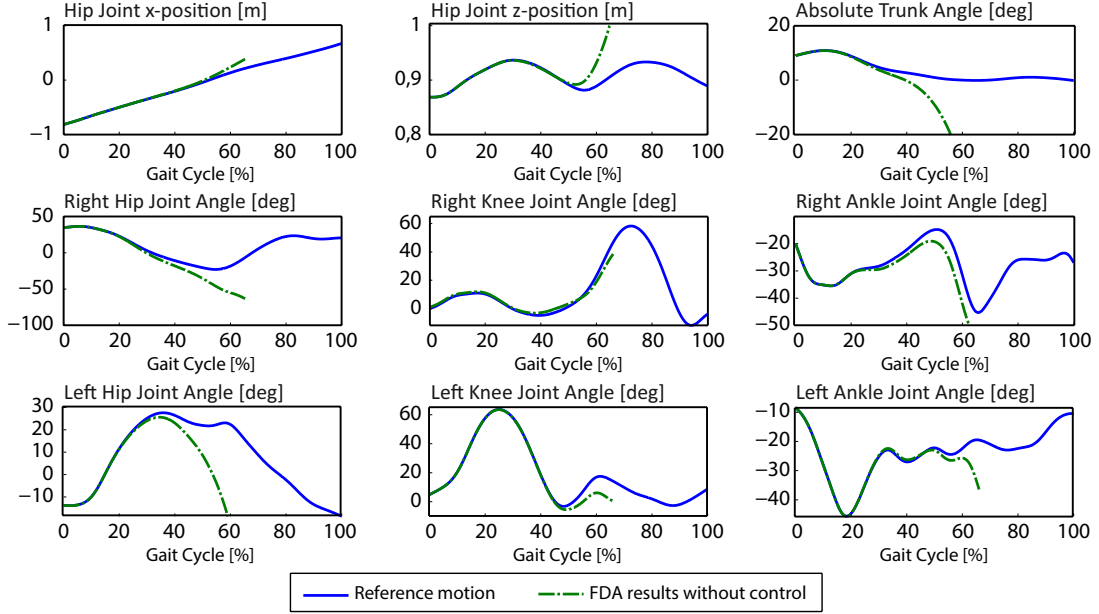 Hip Joint x-position [m]
Hip Joint z-position [m]
Absolute Trunk Angle [deg]
1
0
−1
0 20 40 60 80 100
Gait Cycle [%]
1
0,9
0,8
0 20 40 60 80 100
Gait Cycle [%]
20
0
−20
0 20 40 60 80 100
Gait Cycle [%]
Right Hip Joint Angle [deg]
Right Knee Joint Angle [deg]
Right Ankle Joint Angle [deg]
50
0
−50
−100
0 20 40 60 80 100
Gait Cycle [%]
60
40
20
0
0 20 40 60 80 100
Gait Cycle [%]
−20
−30
−40
−50
0 20 40 60 80 100
Gait Cycle [%]
Left Hip Joint Angle [deg]
Left Knee Joint Angle [deg]
Left Ankle Joint Angle [deg]
30
20
10
0
−10
0 20 40 60 80 100
Gait Cycle [%]
60
40
20
0
0 20 40 60 80 100
Gait Cycle [%]
−10
−20
−30
−40
0 20 40 60 80 100
Gait Cycle [%]
Reference motion
FDA results without control